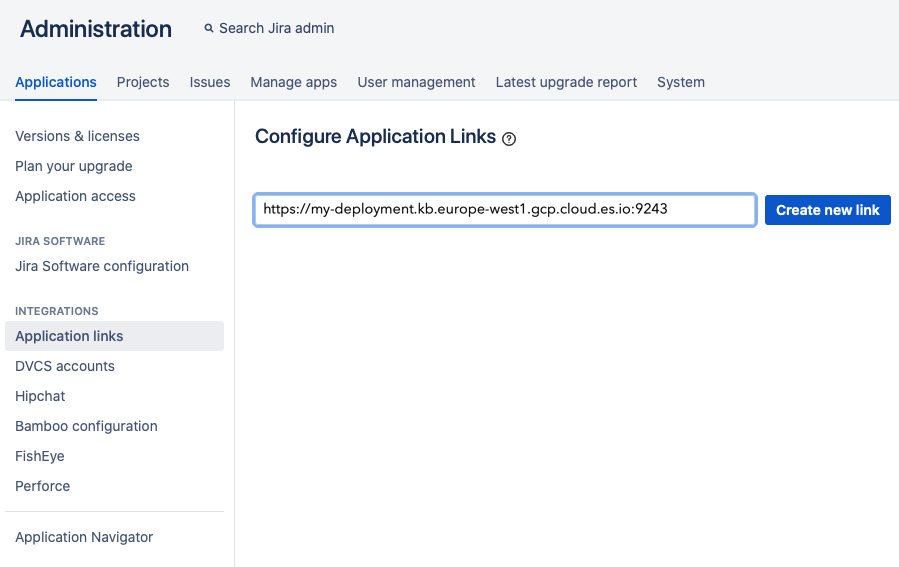 Administration
Search Jira admin
Applications Projects Issues Manage apps User management Latest upgrade report System
Versions & licenses
Plan your upgrade
Application access
JIRA SOFTWARE
Jira Software configuration
INTEGRATIONS
Application links
DVCS accounts
Hipchat
Bamboo configuration
FishEye
Perforce
Application Navigator
Configure Application Links ?
https://my-deployment.kb.europe-west1.gcp.cloud.es.io:9243
Create new link